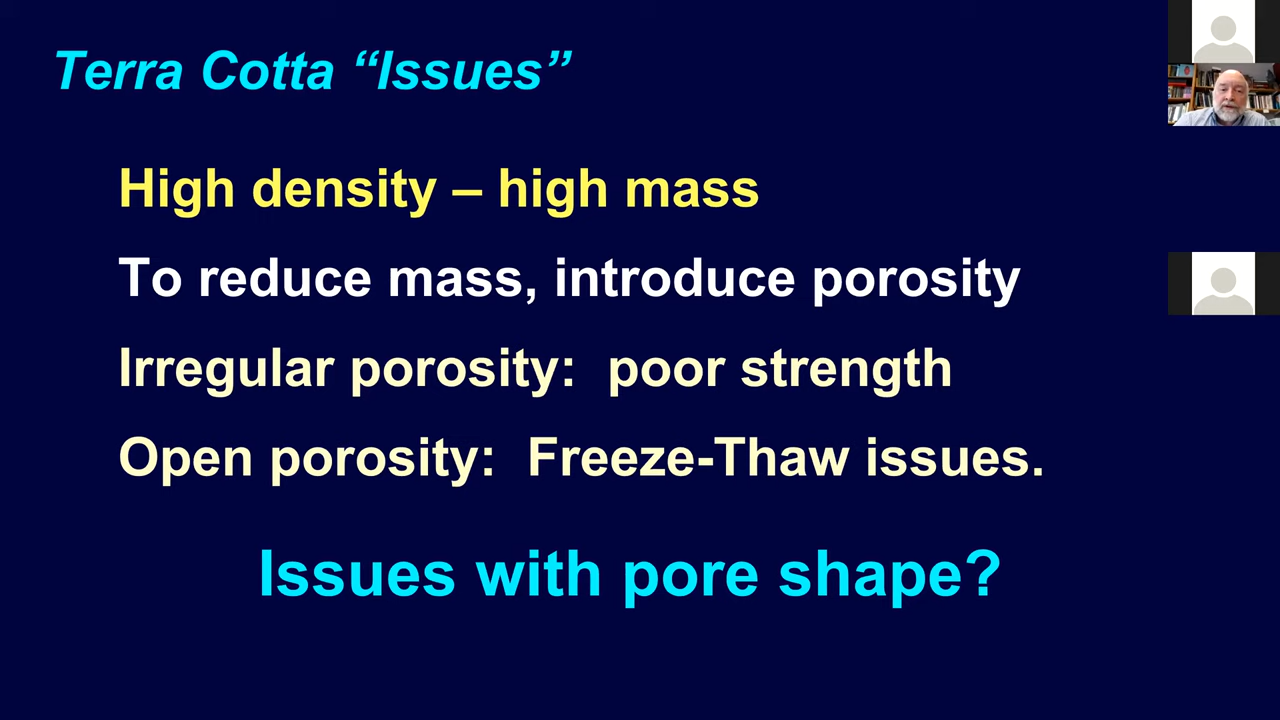 Terra Cotta “Issues”
High density – high mass
To reduce mass, introduce porosity
Irregular porosity:  poor strength
Open porosity:  Freeze-Thaw issues.
Issues with pore shape?